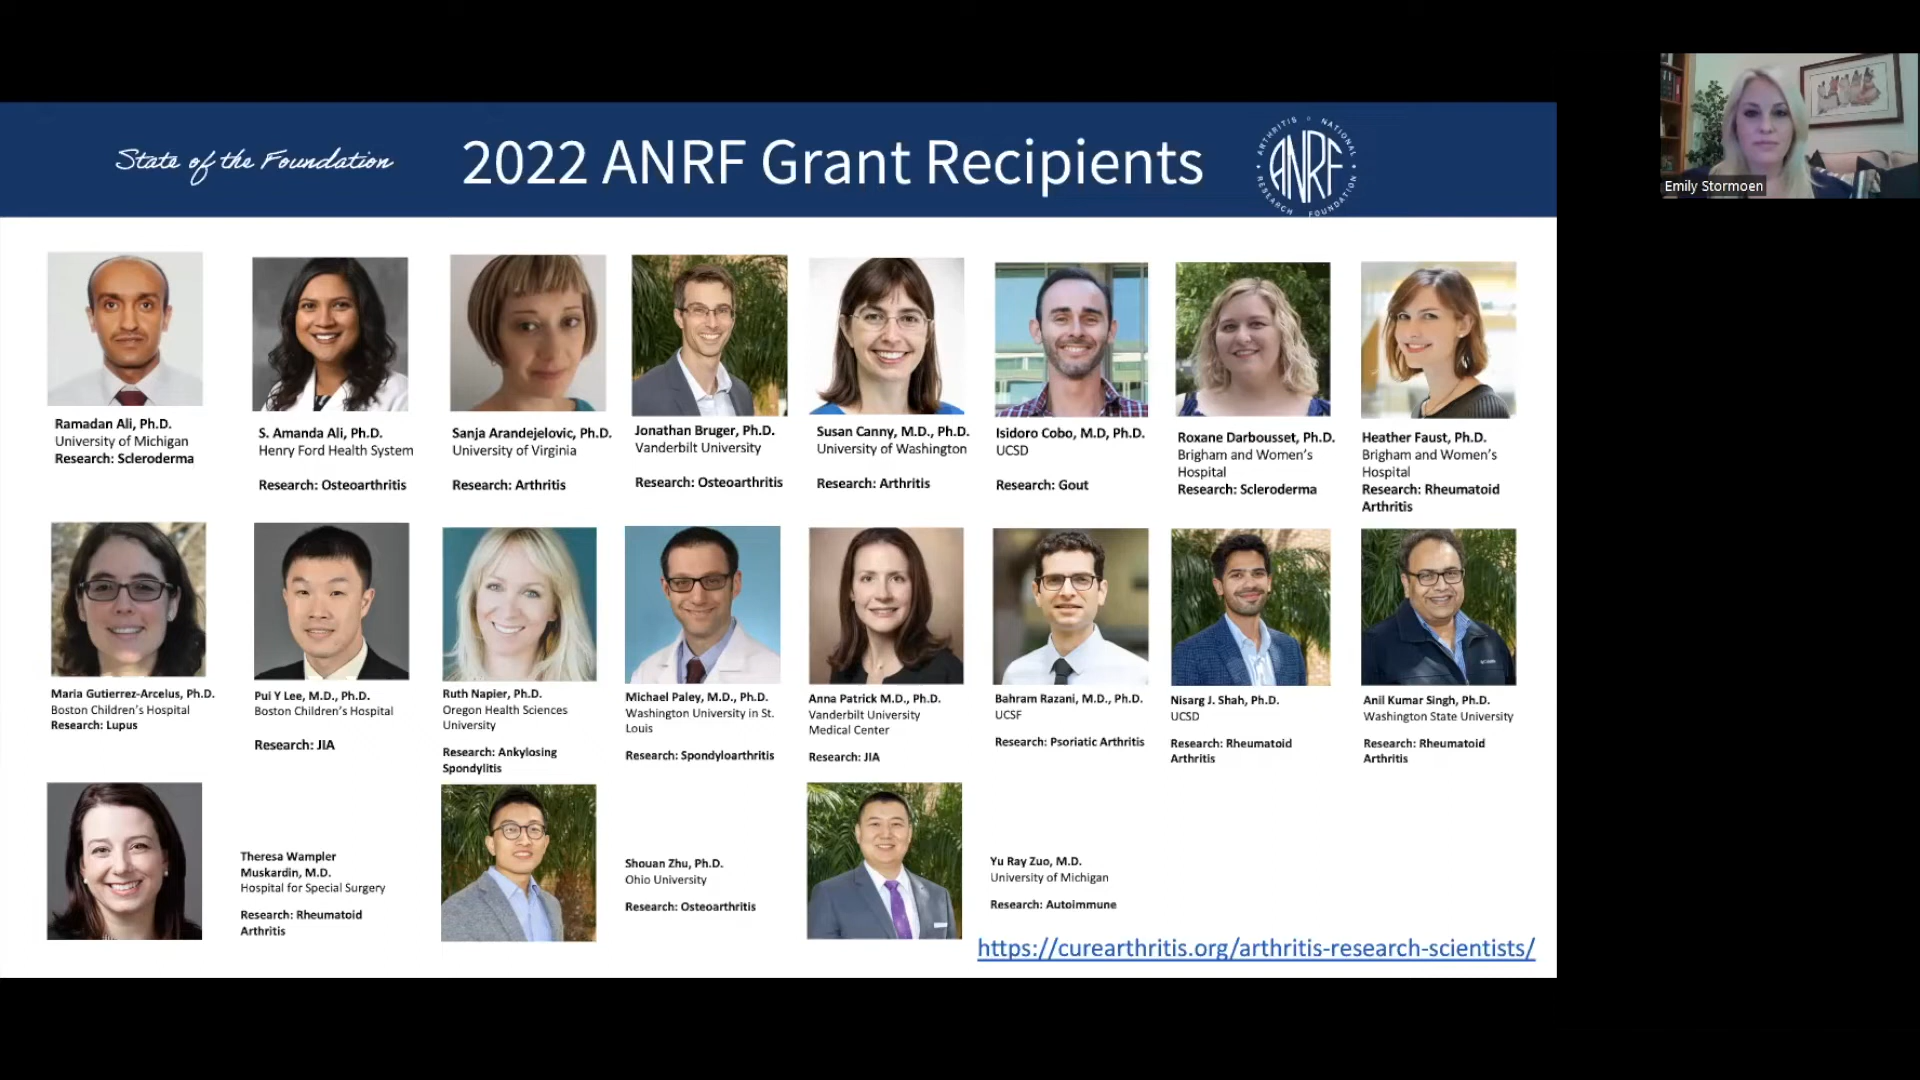 State of the Foundation
2022 ANRF Grant Recipients
ARTHRITIS NATIONAL
ANRF
RESEARCH FOUNDATION
Emily Stormoen
Ramadan Ali, Ph.D.
University of Michigan
Research: Scleroderma
S. Amanda Ali, Ph.D.
Henry Ford Health System
Research: Osteoarthritis
Sanja Arandejelovic, Ph.D.
University of Virginia
Research: Arthritis
Jonathan Bruger, Ph.D.
Vanderbilt University
Research: Osteoarthritis
Susan Canny, M.D., Ph.D.
University of Washington
Research: Arthritis
Isidoro Cobo, M.D, Ph.D.
UCSD
Research: Gout
Roxane Darbousset, Ph.D.
Brigham and Women's
Hospital
Research: Scleroderma
Heather Faust, Ph.D.
Brigham and Women's
Hospital
Research: Rheumatoid
Arthritis
Maria Gutierrez-Arcelus, Ph.D.
Boston Children's Hospital
Research: Lupus
Pui Y Lee, M.D., Ph.D.
Boston Children's Hospital
Research: JIA
Ruth Napier, Ph.D.
Oregon Health Sciences
University
Research: Ankylosing
Spondylitis
Michael Paley, M.D., Ph.D.
Washington University in St.
Louis
Research: Spondyloarthritis
Anna Patrick M.D., Ph.D.
Vanderbilt University
Medical Center
Research: JIA
Bahram Razani, M.D., Ph.D.
UCSF
Research: Psoriatic Arthritis
Nisarg J. Shah, Ph.D.
UCSD
Research: Rheumatoid
Arthritis
Anil Kumar Singh, Ph.D.
Washington State University
Research: Rheumatoid
Arthritis
Theresa Wampler
Muskardin, M.D.
Hospital for Special Surgery
Research: Rheumatoid
Arthritis
Shouan Zhu, Ph.D.
Ohio University
Research: Osteoarthritis
Yu Ray Zuo, M.D.
University of Michigan
Research: Autoimmune
https://curearthritis.org/arthritis-research-scientists/